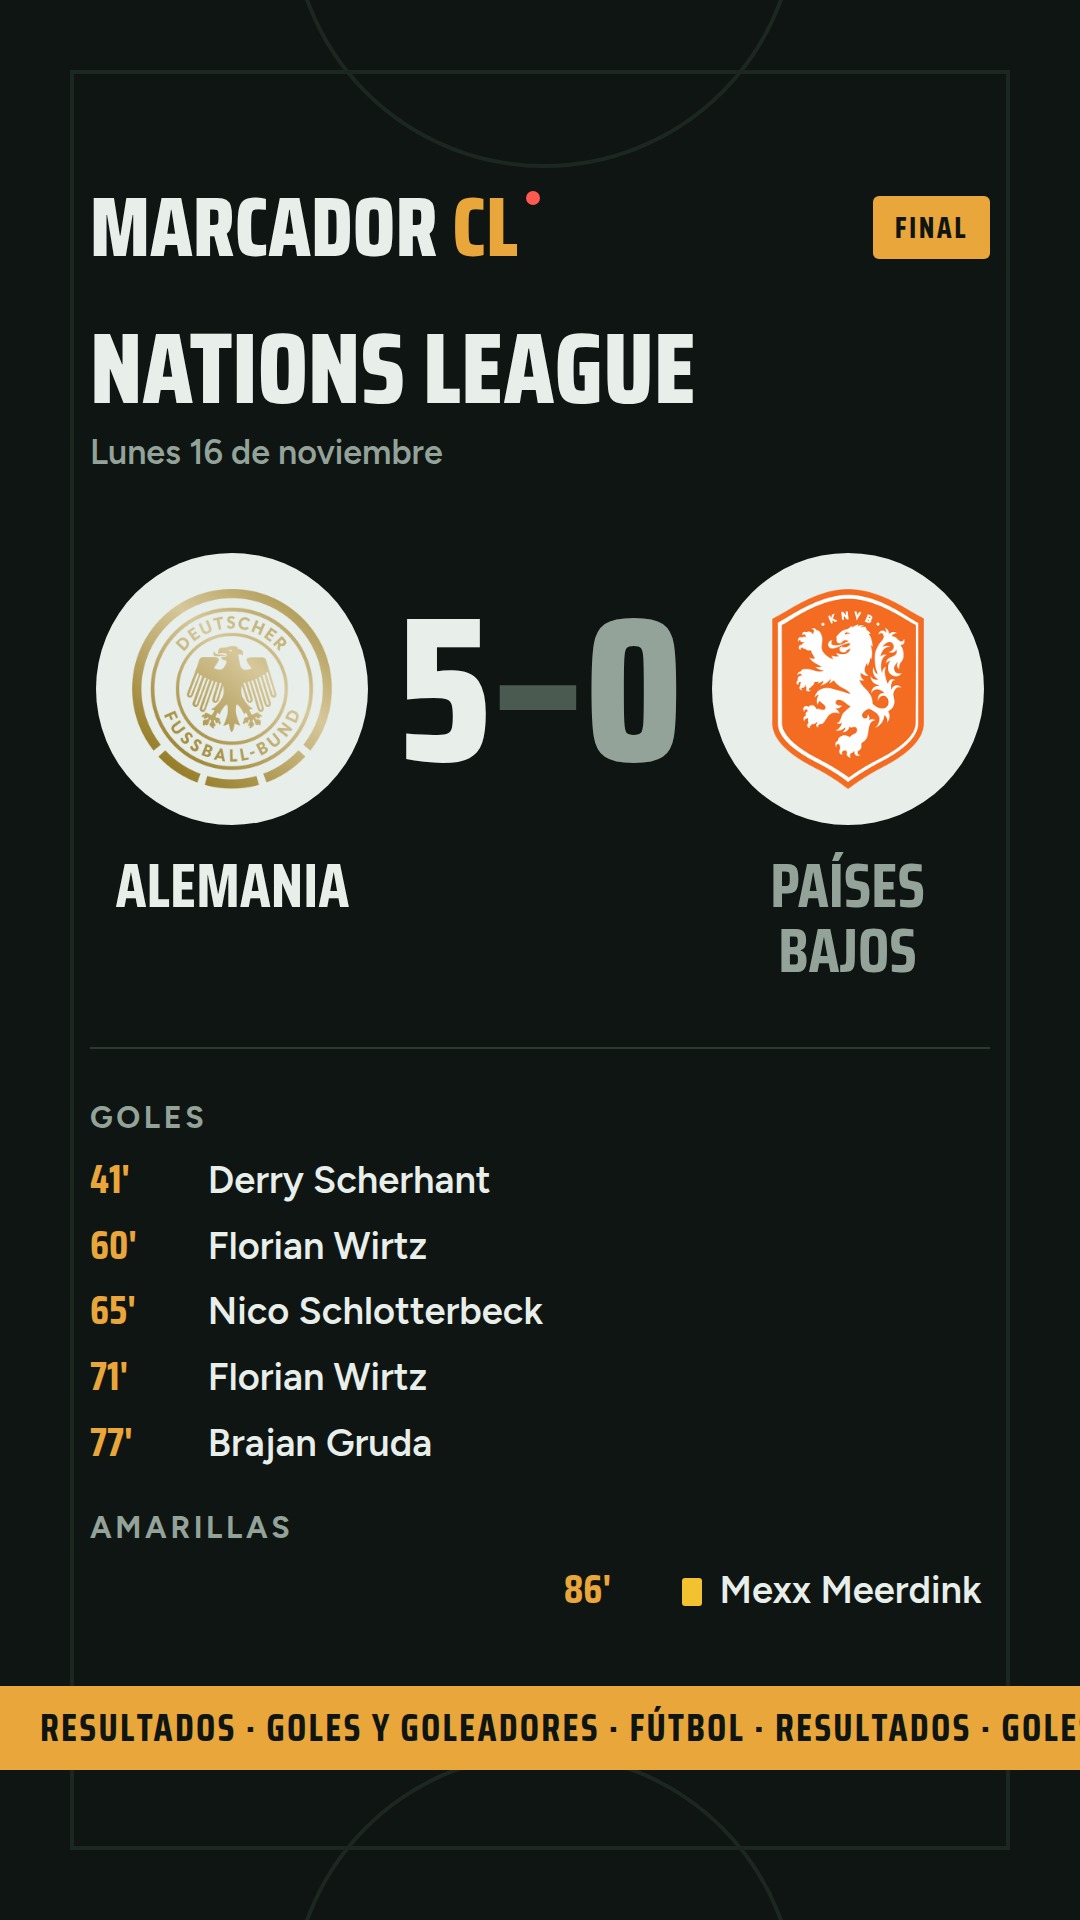 MARCADOR CL
FINAL
NATIONS LEAGUE
Lunes 16 de noviembre
DEUTSCHER
FUSSBALL-BUND
5–0
·KNVB·
ALEMANIA
PAÍSES
BAJOS
GOLES
41' Derry Scherhant
60' Florian Wirtz
65' Nico Schlotterbeck
71' Florian Wirtz
77' Brajan Gruda
AMARILLAS
86' Mexx Meerdink
RESULTADOS · GOLES Y GOLEADORES · FÚTBOL · RESULTADOS · GOLES